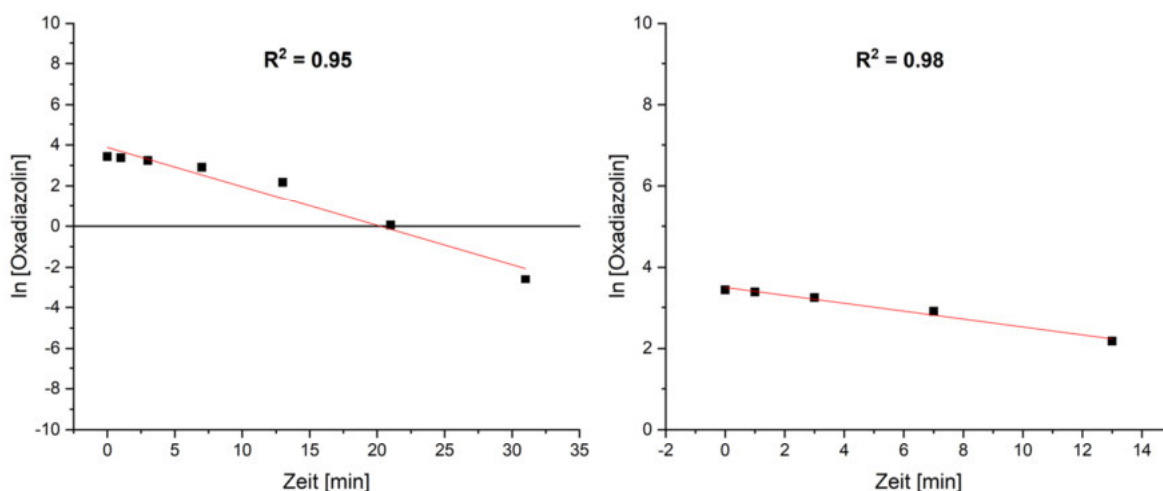 R² = 0.95
ln [Oxadiazolin]
10
8
6
4
2
0
-2
-4
-6
-8
-10
0 5 10 15 20 25 30 35
Zeit [min]
R² = 0.98
ln [Oxadiazolin]
10
8
6
4
2
0
-2 0 2 4 6 8 10 12 14
Zeit [min]